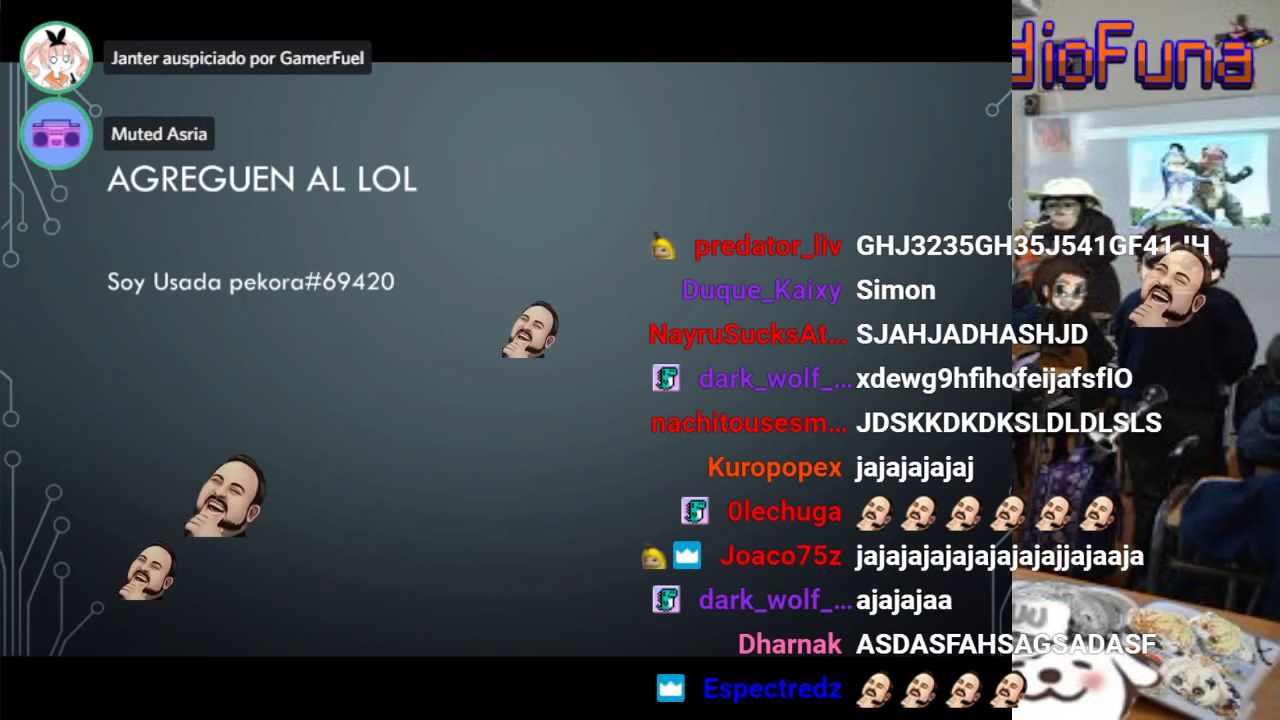 Janter auspiciado por GamerFuel
dioFuna
Muted Asria
AGREGUEN AL LOL
Soy Usada pekora#69420
predator_liv GHJ3235GH35J541GF41 'H
Duque_Kaixy Simon
NayruSucksAt... SJAHJADHASHJD
dark_wolf_... xdewg9hfihofeijafsfIO
nachitousesm... JDSKKDKDKSLDLDLSLS
Kuropopex jajajajajaj
0lechuga
Joaco75z jajajajajajajajajajjajaaja
dark_wolf_... ajajajaa
Dharnak ASDASFAHSAGSADASF
Espectredz